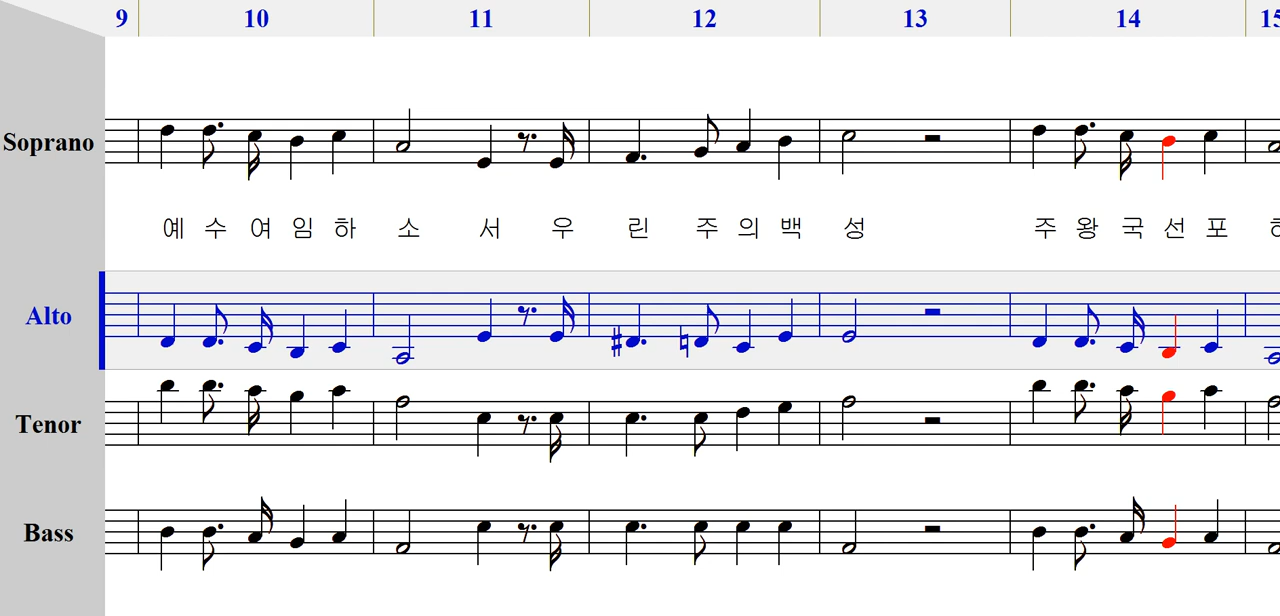 9 10 11 12 13 14
Soprano
예 수 여 임 하 소 서 우 린 주 의 백 성 주 왕 국 선 포
Alto
Tenor
Bass